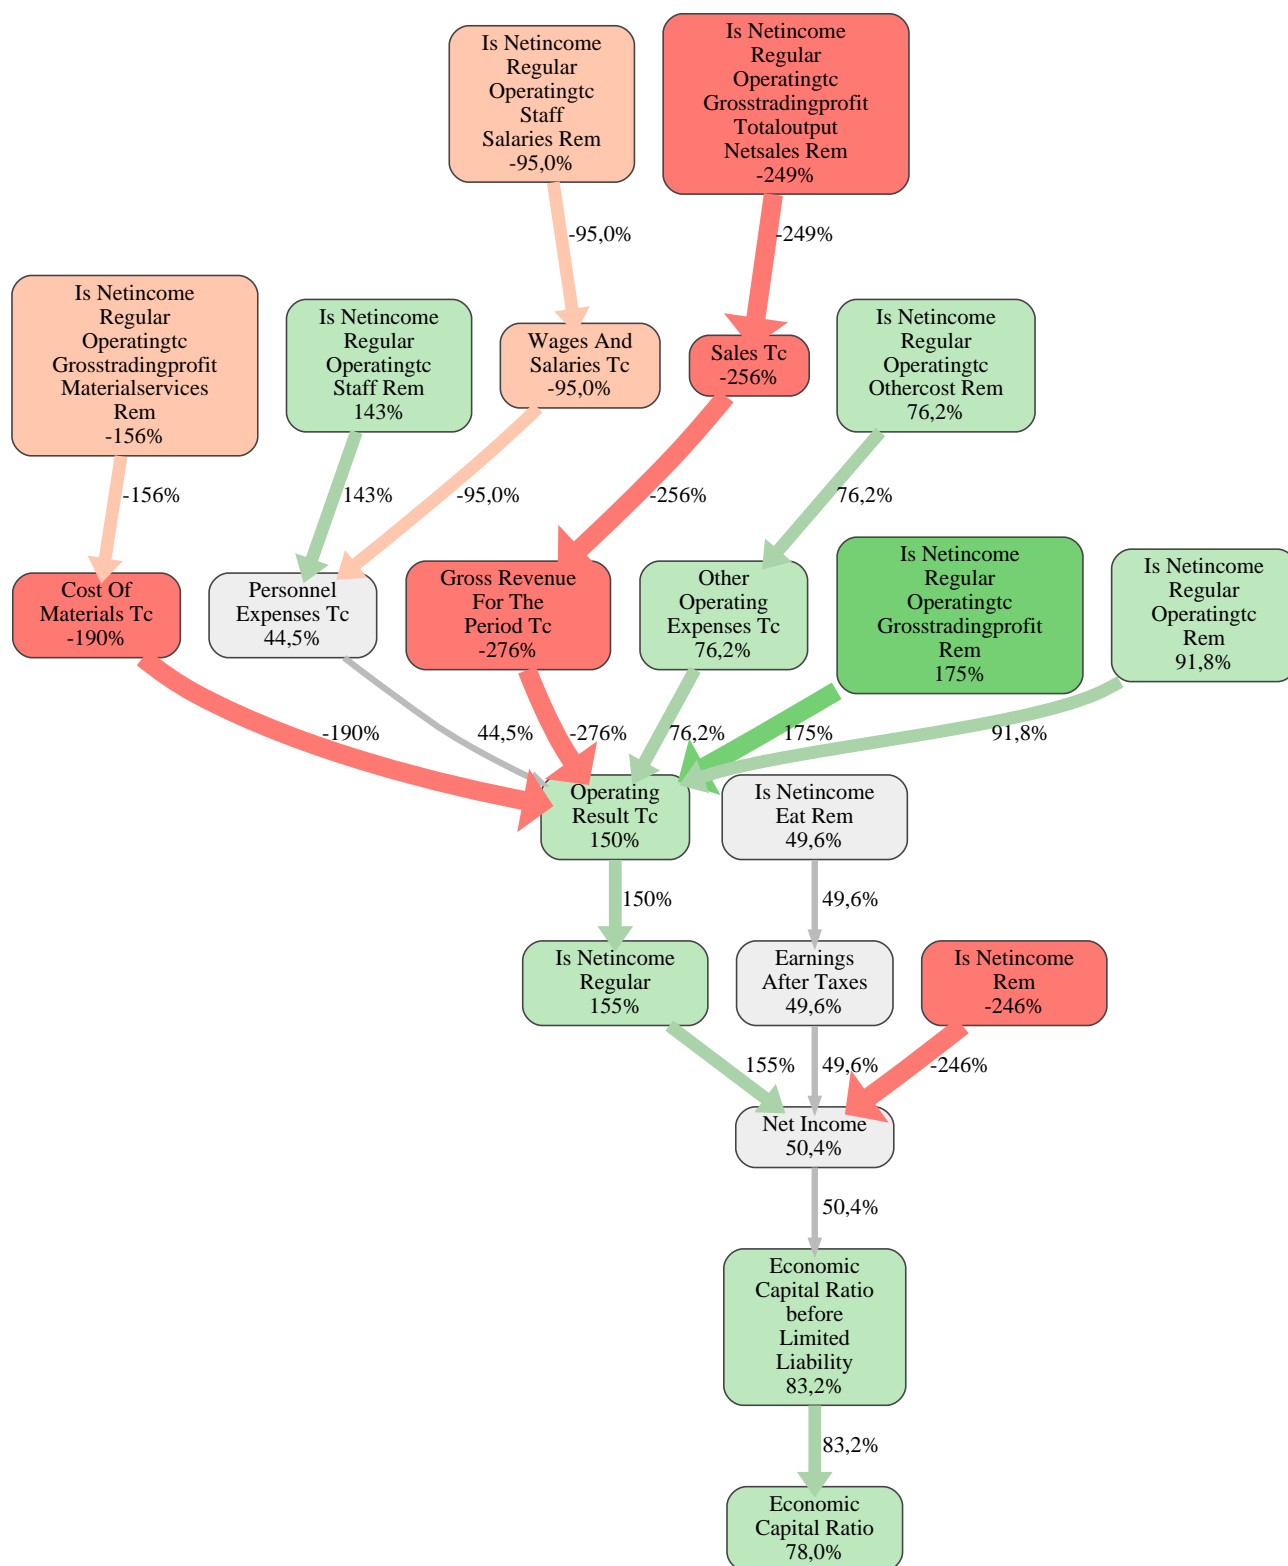 Is Netincome
Regular
Operatingtc
Staff
Salaries Rem
-95,0%
Is Netincome
Regular
Operatingtc
Grosstradingprofit
Totaloutput
Netsales Rem
-249%
-95,0%
-249%
Is Netincome
Regular
Operatingtc
Grosstradingprofit
Materialservices
Rem
-156%
Is Netincome
Regular
Operatingtc
Staff Rem
143%
Wages And
Salaries Tc
-95,0%
Sales Tc
-256%
Is Netincome
Regular
Operatingtc
Othercost Rem
76,2%
-156%
143%
-95,0%
-256%
76,2%
Cost Of
Materials Tc
-190%
Personnel
Expenses Tc
44,5%
Gross Revenue
For The
Period Tc
-276%
Other
Operating
Expenses Tc
76,2%
Is Netincome
Regular
Operatingtc
Grosstradingprofit
Rem
175%
Is Netincome
Regular
Operatingtc
Rem
91,8%
-190%
44,5%
-276%
76,2%
175%
91,8%
Operating
Result Tc
150%
Is Netincome
Eat Rem
49,6%
150%
49,6%
Is Netincome
Regular
155%
Earnings
After Taxes
49,6%
Is Netincome
Rem
-246%
155%
49,6%
-246%
Net Income
50,4%
50,4%
Economic
Capital Ratio
before
Limited
Liability
83,2%
83,2%
Economic
Capital Ratio
78,0%